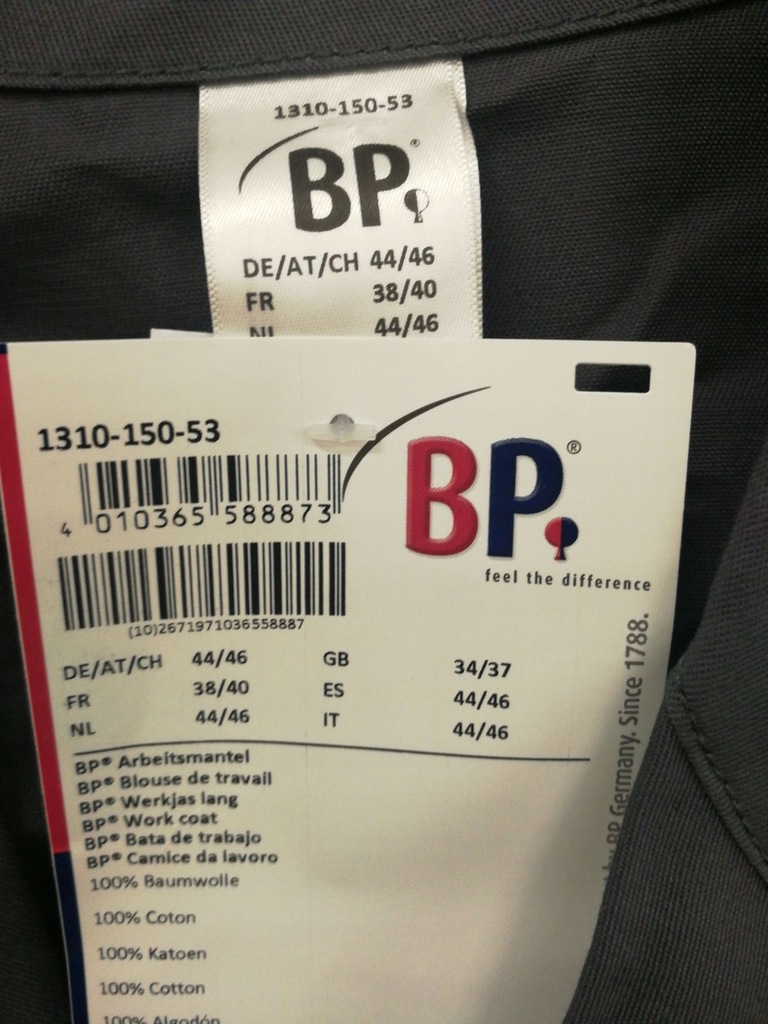 1310-150-53
BP®
DE/AT/CH 44/46
FR 38/40
NL 44/46
1310-150-53
4 010365 588873
(10)2671971036558887
BP®
feel the difference
DE/AT/CH 44/46 GB 34/37
FR 38/40 ES 44/46
NL 44/46 IT 44/46
BP® Arbeitsmantel
BP® Blouse de travail
BP® Werkjas lang
BP® Work coat
BP® Bata de trabajo
BP® Camice da lavoro
100% Baumwolle
100% Coton
100% Katoen
100% Cotton
100% Algodón
by BP Germany. Since 1788.